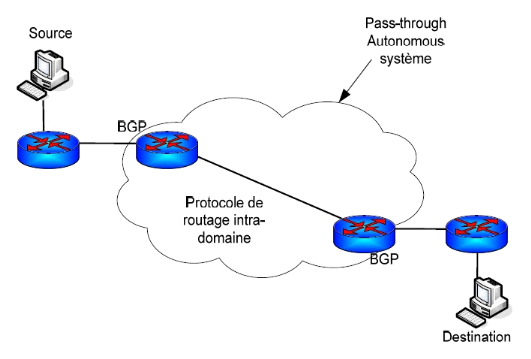 Source
Pass-through
Autonomous
système
BGP
Protocole de
routage intra-
domaine
BGP
Destination